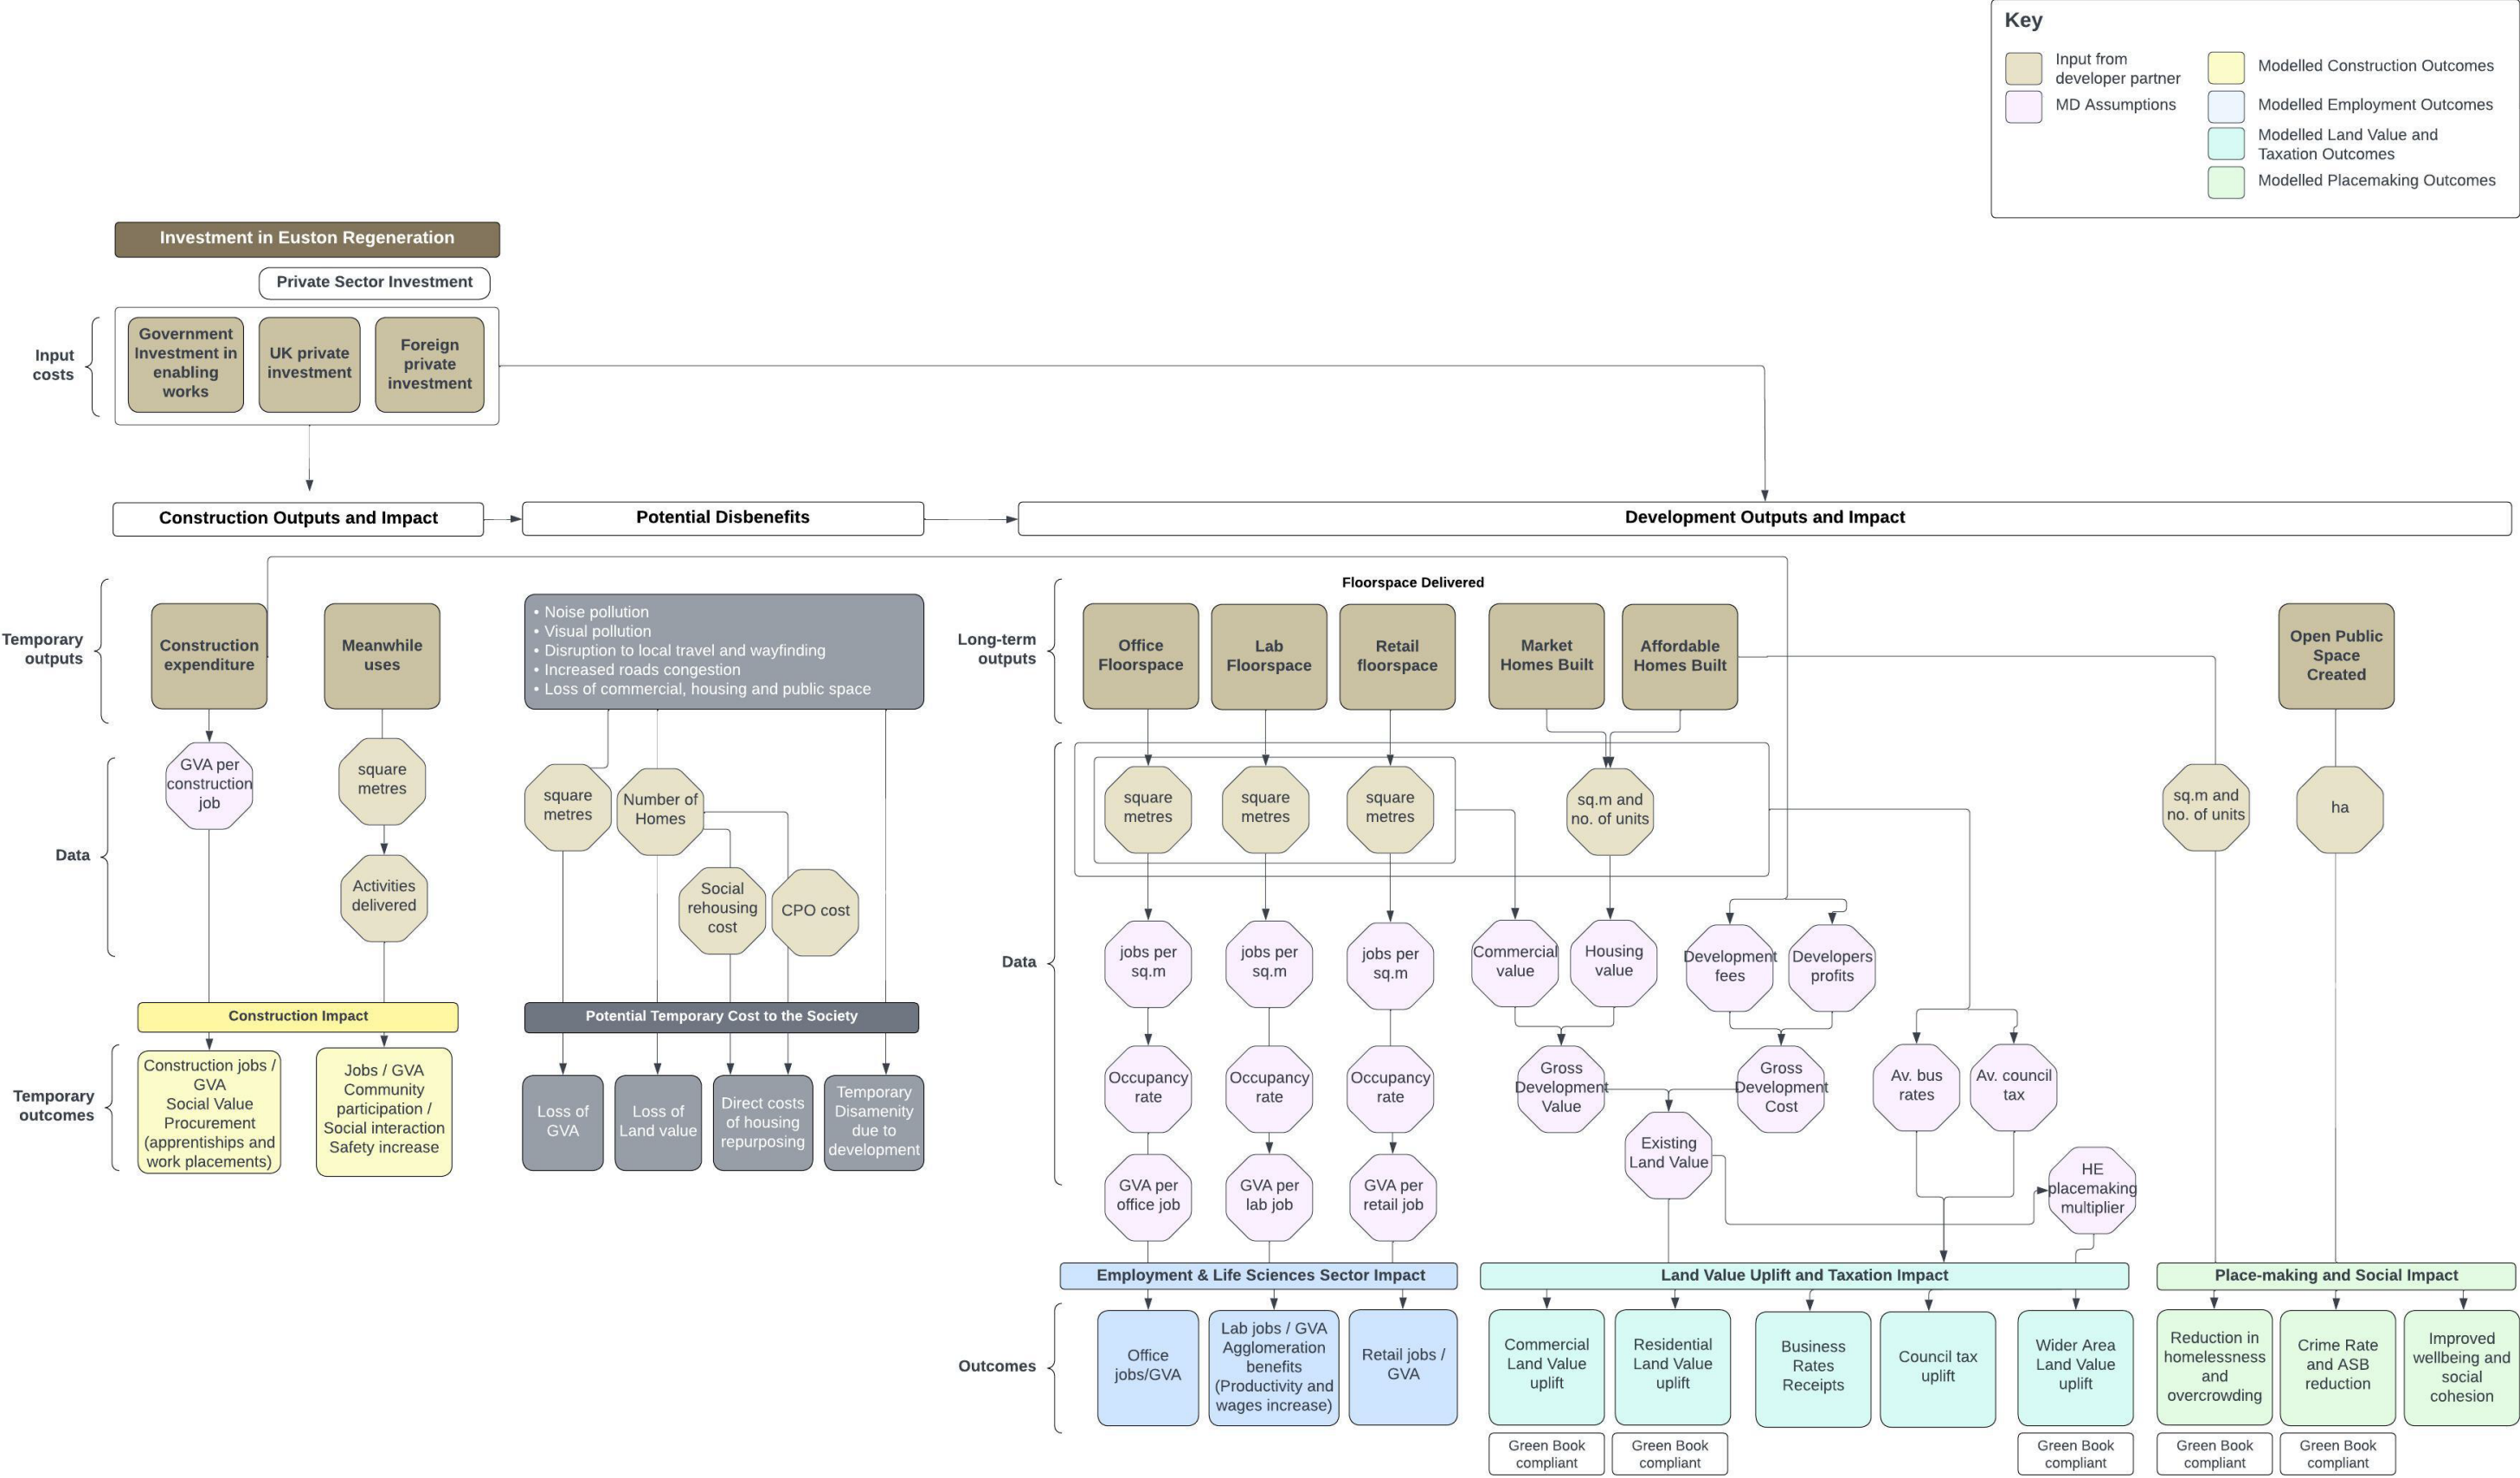 Key
Input from
developer partner
MD Assumptions
Modelled Construction Outcomes
Modelled Employment Outcomes
Modelled Land Value and
Taxation Outcomes
Modelled Placemaking Outcomes
Investment in Euston Regeneration
Private Sector Investment
Input
costs
Government
Investment in
enabling
works
UK private
investment
Foreign
private
investment
Construction Outputs and Impact
Potential Disbenefits
Development Outputs and Impact
Temporary
outputs
Construction
expenditure
Meanwhile
uses
• Noise pollution
• Visual pollution
• Disruption to local travel and wayfinding
• Increased roads congestion
• Loss of commercial, housing and public space
Long-term
outputs
Floorspace Delivered
Office
Floorspace
Lab
Floorspace
Retail
floorspace
Market
Homes Built
Affordable
Homes Built
Open Public
Space
Created
Data
GVA per
construction
job
square
metres
Activities
delivered
square
metres
Number of
Homes
Social
rehousing
cost
CPO cost
Data
square
metres
square
metres
square
metres
sq.m and
no. of units
sq.m and
no. of units
ha
jobs per
sq.m
jobs per
sq.m
jobs per
sq.m
Commercial
value
Housing
value
Development
fees
Developers
profits
Occupancy
rate
Occupancy
rate
Occupancy
rate
Gross
Development
Value
Gross
Development
Cost
Av. bus
rates
Av. council
tax
Existing
Land Value
HE
placemaking
multiplier
GVA per
office job
GVA per
lab job
GVA per
retail job
Construction Impact
Potential Temporary Cost to the Society
Temporary
outcomes
Construction jobs /
GVA
Social Value
Procurement
(apprentiships and
work placements)
Jobs / GVA
Community
participation /
Social interaction
Safety increase
Loss of
GVA
Loss of
Land value
Direct costs
of housing
repurposing
Temporary
Disamenity
due to
development
Employment & Life Sciences Sector Impact
Land Value Uplift and Taxation Impact
Place-making and Social Impact
Outcomes
Office
jobs/GVA
Lab jobs / GVA
Agglomeration
benefits
(Productivity and
wages increase)
Retail jobs /
GVA
Commercial
Land Value
uplift
Residential
Land Value
uplift
Business
Rates
Receipts
Council tax
uplift
Wider Area
Land Value
uplift
Reduction in
homelessness
and
overcrowding
Crime Rate
and ASB
reduction
Improved
wellbeing and
social
cohesion
Green Book
compliant
Green Book
compliant
Green Book
compliant
Green Book
compliant
Green Book
compliant